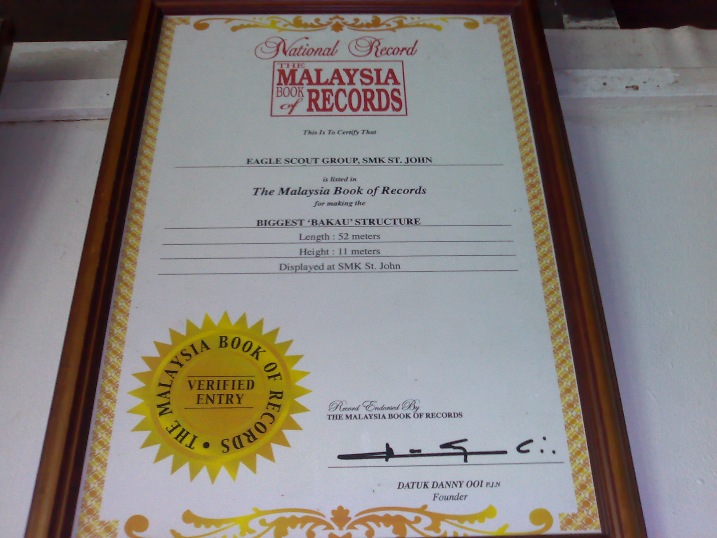 National Record
THE
MALAYSIA
BOOK
of RECORDS
This Is To Certify That
EAGLE SCOUT GROUP, SMK ST. JOHN
is listed in
The Malaysia Book of Records
for making the
BIGGEST 'BAKAU' STRUCTURE
Length : 52 meters
Height : 11 meters
Displayed at SMK St. John
THE MALAYSIA BOOK OF RECORDS •
VERIFIED
ENTRY
Record Endorsed By
THE MALAYSIA BOOK OF RECORDS
DATUK DANNY OOI P.J.N
Founder